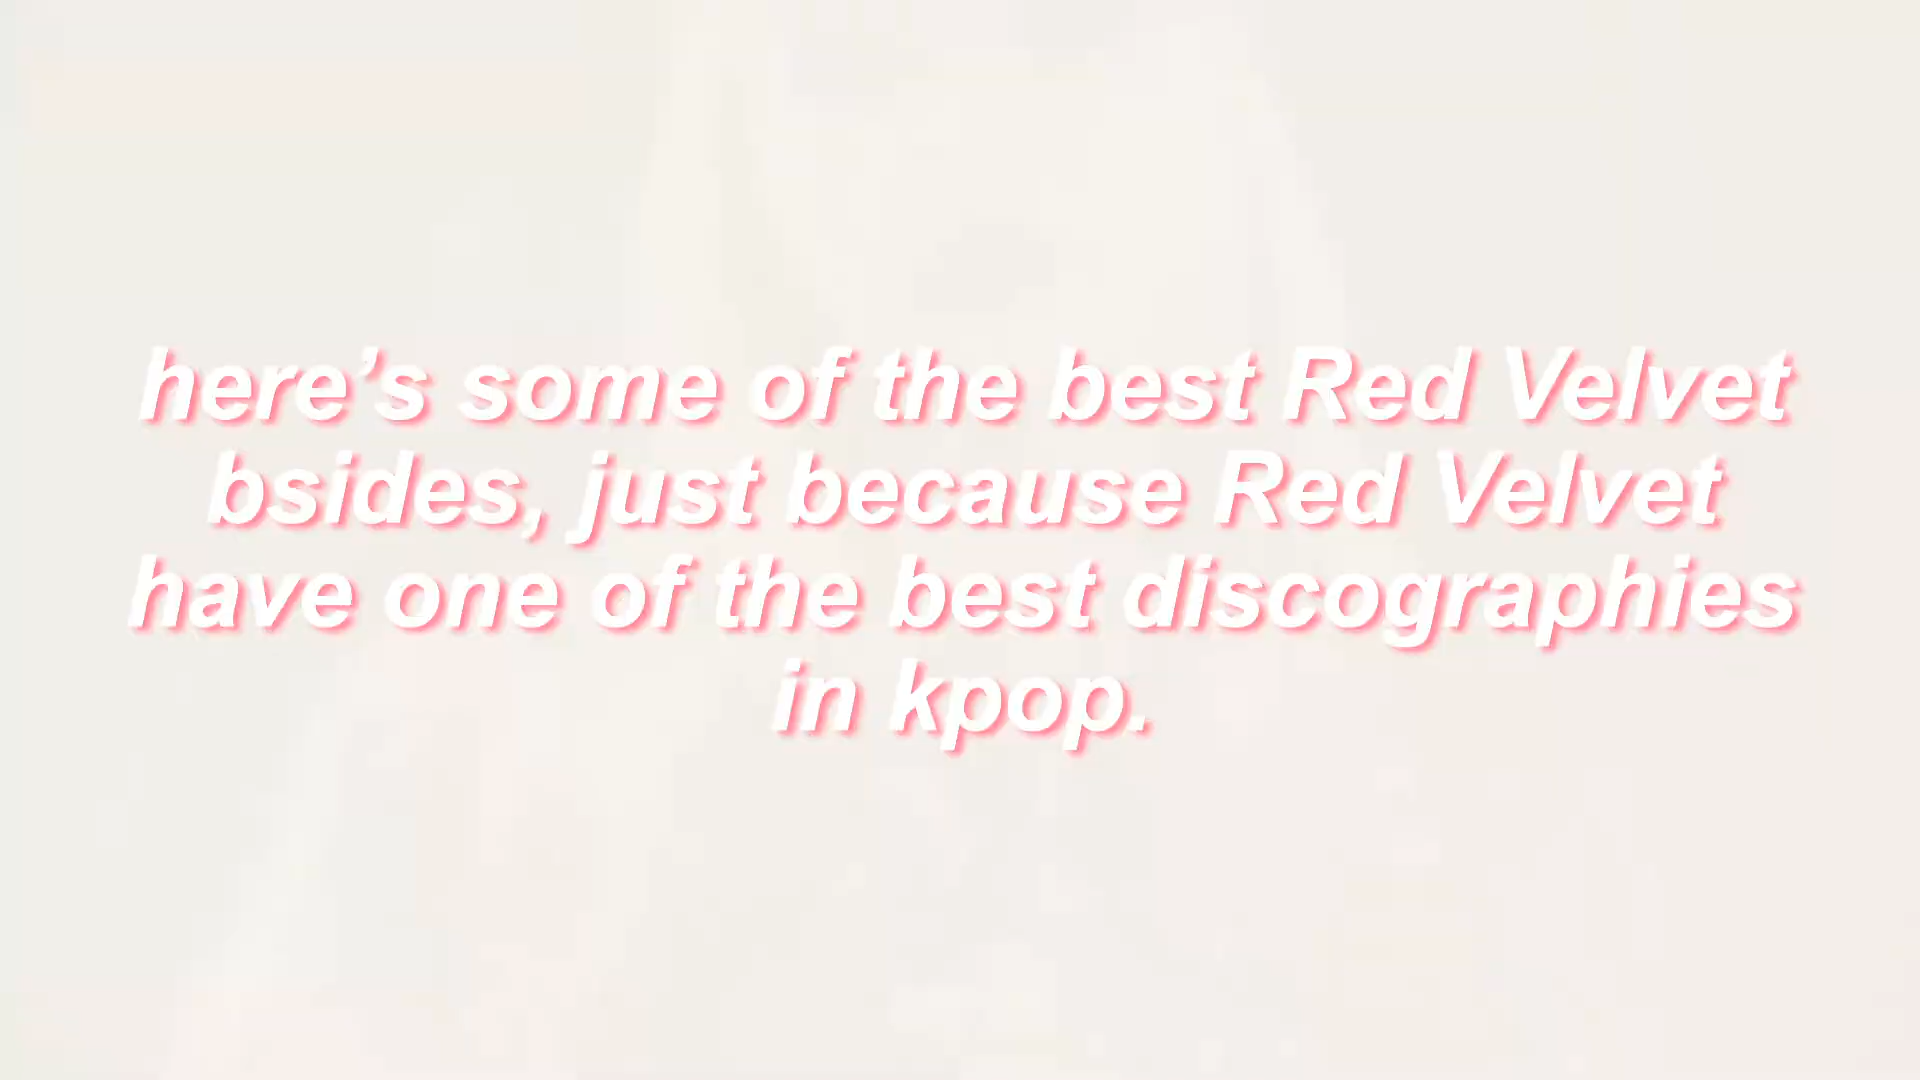 here’s some of the best Red Velvet
bsides, just because Red Velvet
have one of the best discographies
in kpop.